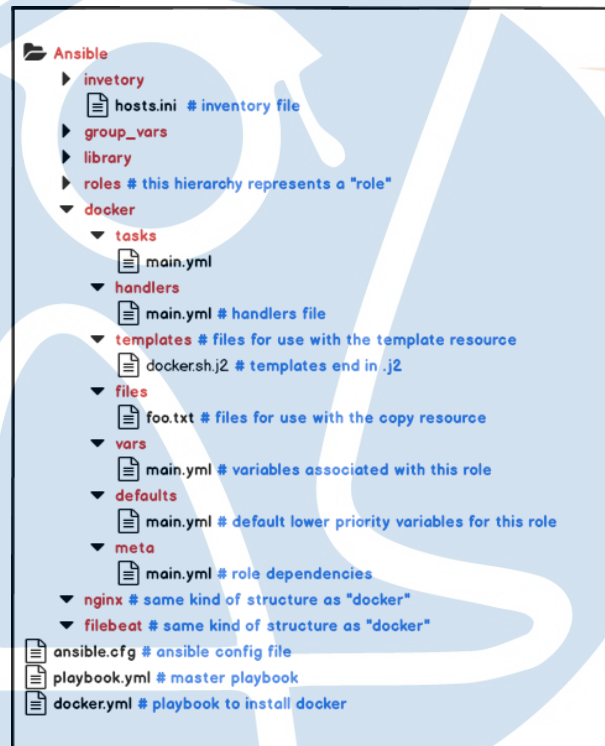 Ansible
invetory
hosts.ini # inventory file
group_vars
library
roles # this hierarchy represents a "role"
docker
tasks
main.yml
handlers
main.yml # handlers file
templates # files for use with the template resource
docker.sh.j2 # templates end in .j2
files
foo.txt # files for use with the copy resource
vars
main.yml # variables associated with this role
defaults
main.yml # default lower priority variables for this role
meta
main.yml # role dependencies
nginx # same kind of structure as "docker"
filebeat # same kind of structure as "docker"
ansible.cfg # ansible config file
playbook.yml # master playbook
docker.yml # playbook to install docker